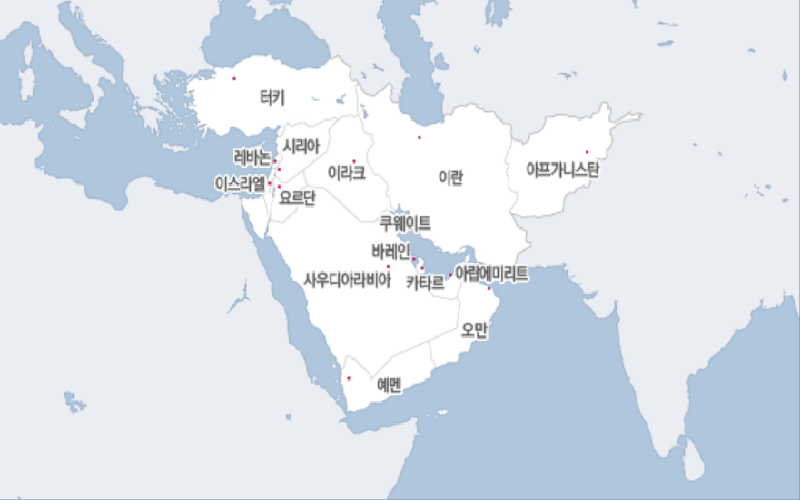 터키
시리아
레바논
이라크
아프가니스탄
이란
이스라엘
요르단
쿠웨이트
바레인
사우디아라비아
카타르
아랍에미리트
오만
예멘